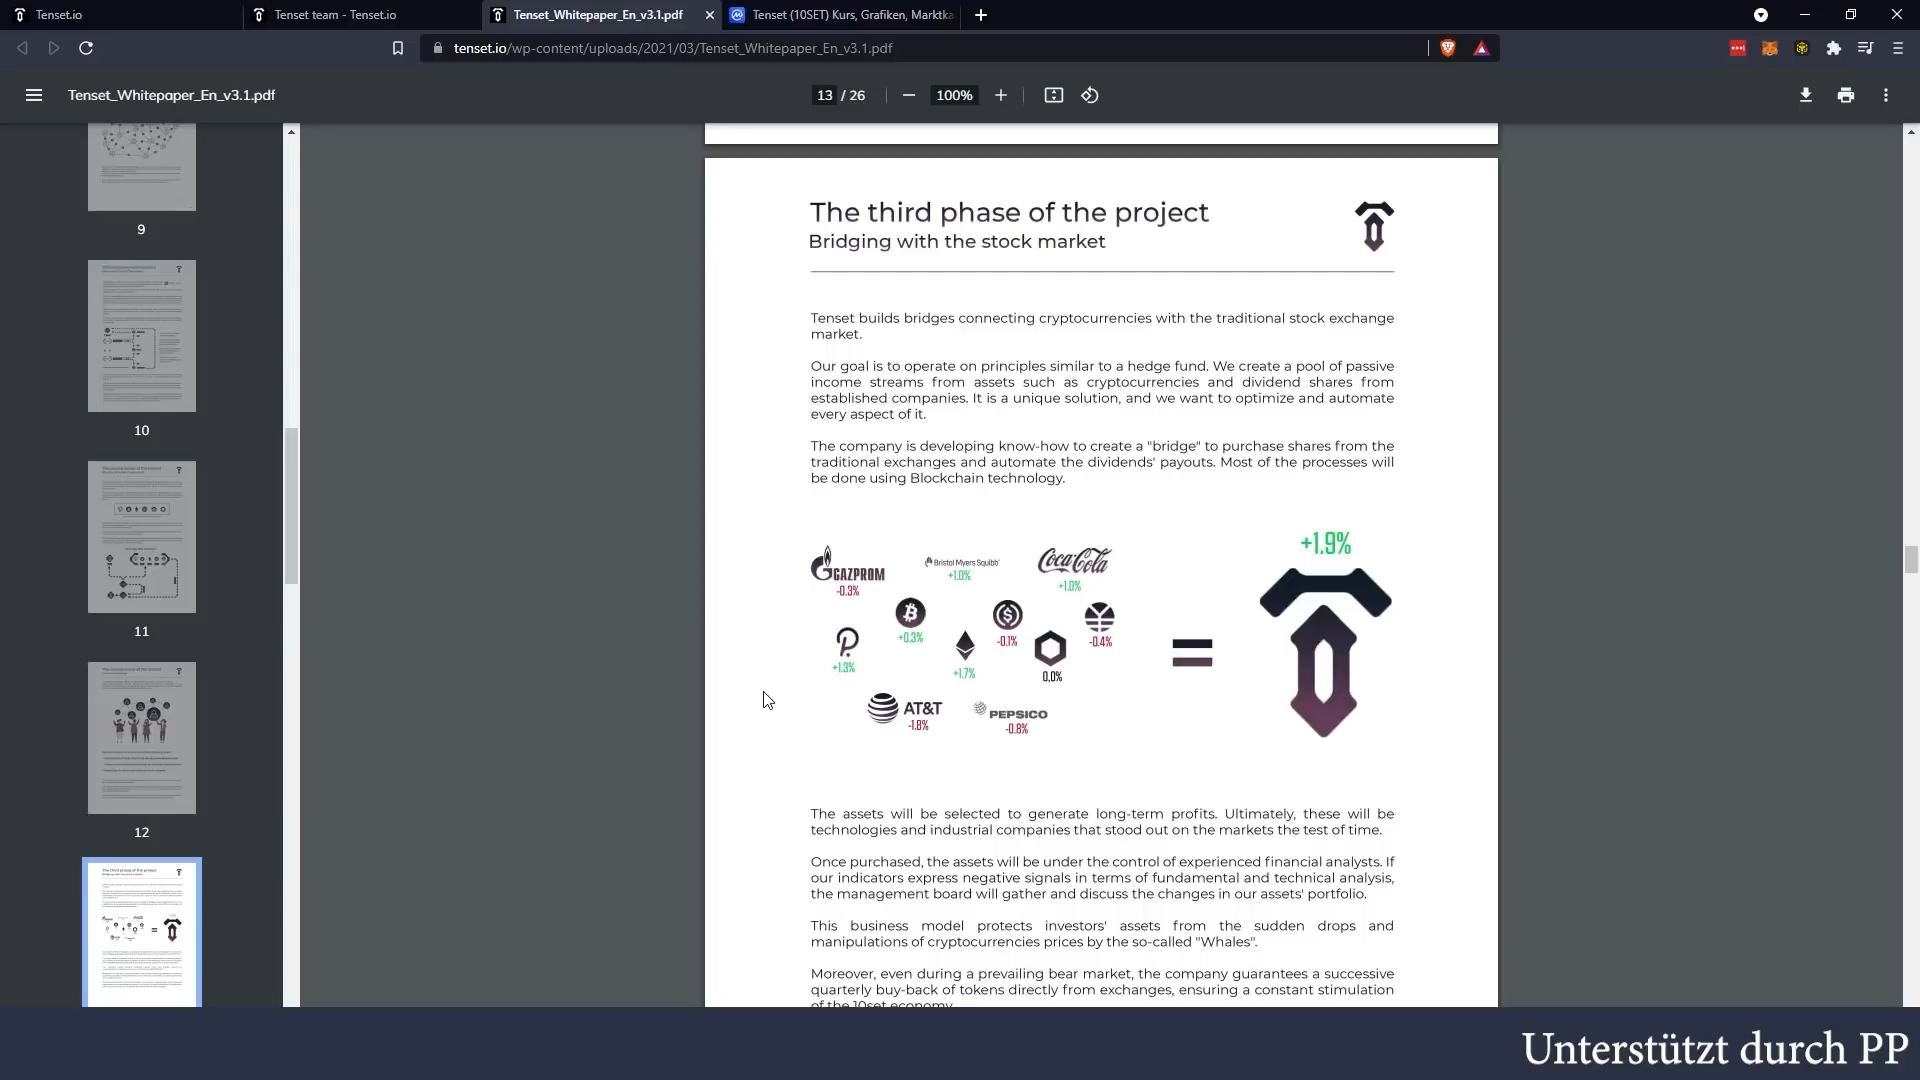 Tenset.io
Tenset team - Tenset.io
Tenset_Whitepaper_En_v3.1.pdf
Tenset (10SET) Kurs, Grafiken, Marktka
tenset.io/wp-content/uploads/2021/03/Tenset_Whitepaper_En_v3.1.pdf
Tenset_Whitepaper_En_v3.1.pdf
13 / 26
100%
9
10
11
12
The third phase of the project
Bridging with the stock market
Tenset builds bridges connecting cryptocurrencies with the traditional stock exchange
market.
Our goal is to operate on principles similar to a hedge fund. We create a pool of passive
income streams from assets such as cryptocurrencies and dividend shares from
established companies. It is a unique solution, and we want to optimize and automate
every aspect of it.
The company is developing know-how to create a "bridge" to purchase shares from the
traditional exchanges and automate the dividends' payouts. Most of the processes will
be done using Blockchain technology.
GAZPROM
-0.3%
Bristol Myers Squibb
+1.0%
Coca-Cola
+1.0%
+1.3%
+0.3%
+1.7%
-0.1%
0,0%
-0.4%
AT&T
-1.8%
PEPSICO
-0.8%
=
+1.9%
The assets will be selected to generate long-term profits. Ultimately, these will be
technologies and industrial companies that stood out on the markets the test of time.
Once purchased, the assets will be under the control of experienced financial analysts. If
our indicators express negative signals in terms of fundamental and technical analysis,
the management board will gather and discuss the changes in our assets' portfolio.
This business model protects investors' assets from the sudden drops and
manipulations of cryptocurrencies prices by the so-called "Whales".
Moreover, even during a prevailing bear market, the company guarantees a successive
quarterly buy-back of tokens directly from exchanges, ensuring a constant stimulation
of the 10set economy.
Unterstützt durch PP